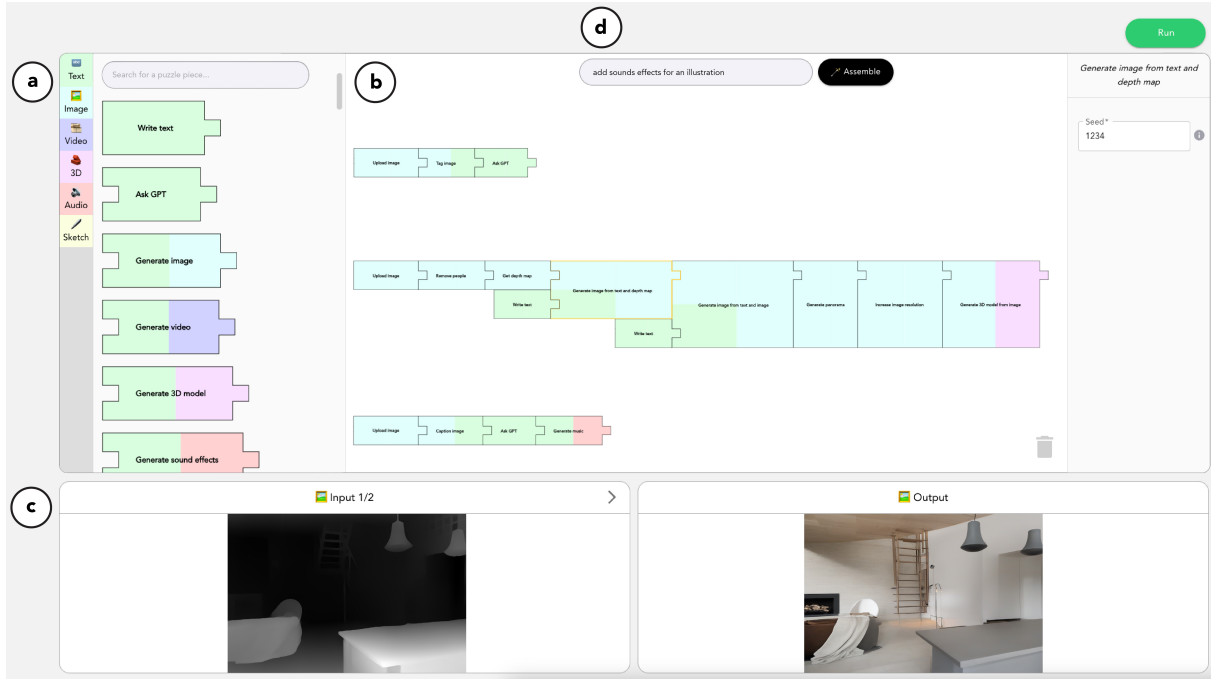 d
Run
a
Text
Image
Video
3D
Audio
Sketch
Search for a puzzle piece...
Write text
Ask GPT
Generate image
Generate video
Generate 3D model
Generate sound effects
b
add sounds effects for an illustration
Assemble
Upload image
Tag image
Ask GPT
Upload image
Remove people
Get depth map
Generate image from text and depth map
Write text
Generate image from text and image
Generate panorama
Increase image resolution
Generate 3D model from image
Write text
Upload image
Caption image
Ask GPT
Generate music
Generate image from text and
depth map
Seed*
1234
c
Input 1/2
Output